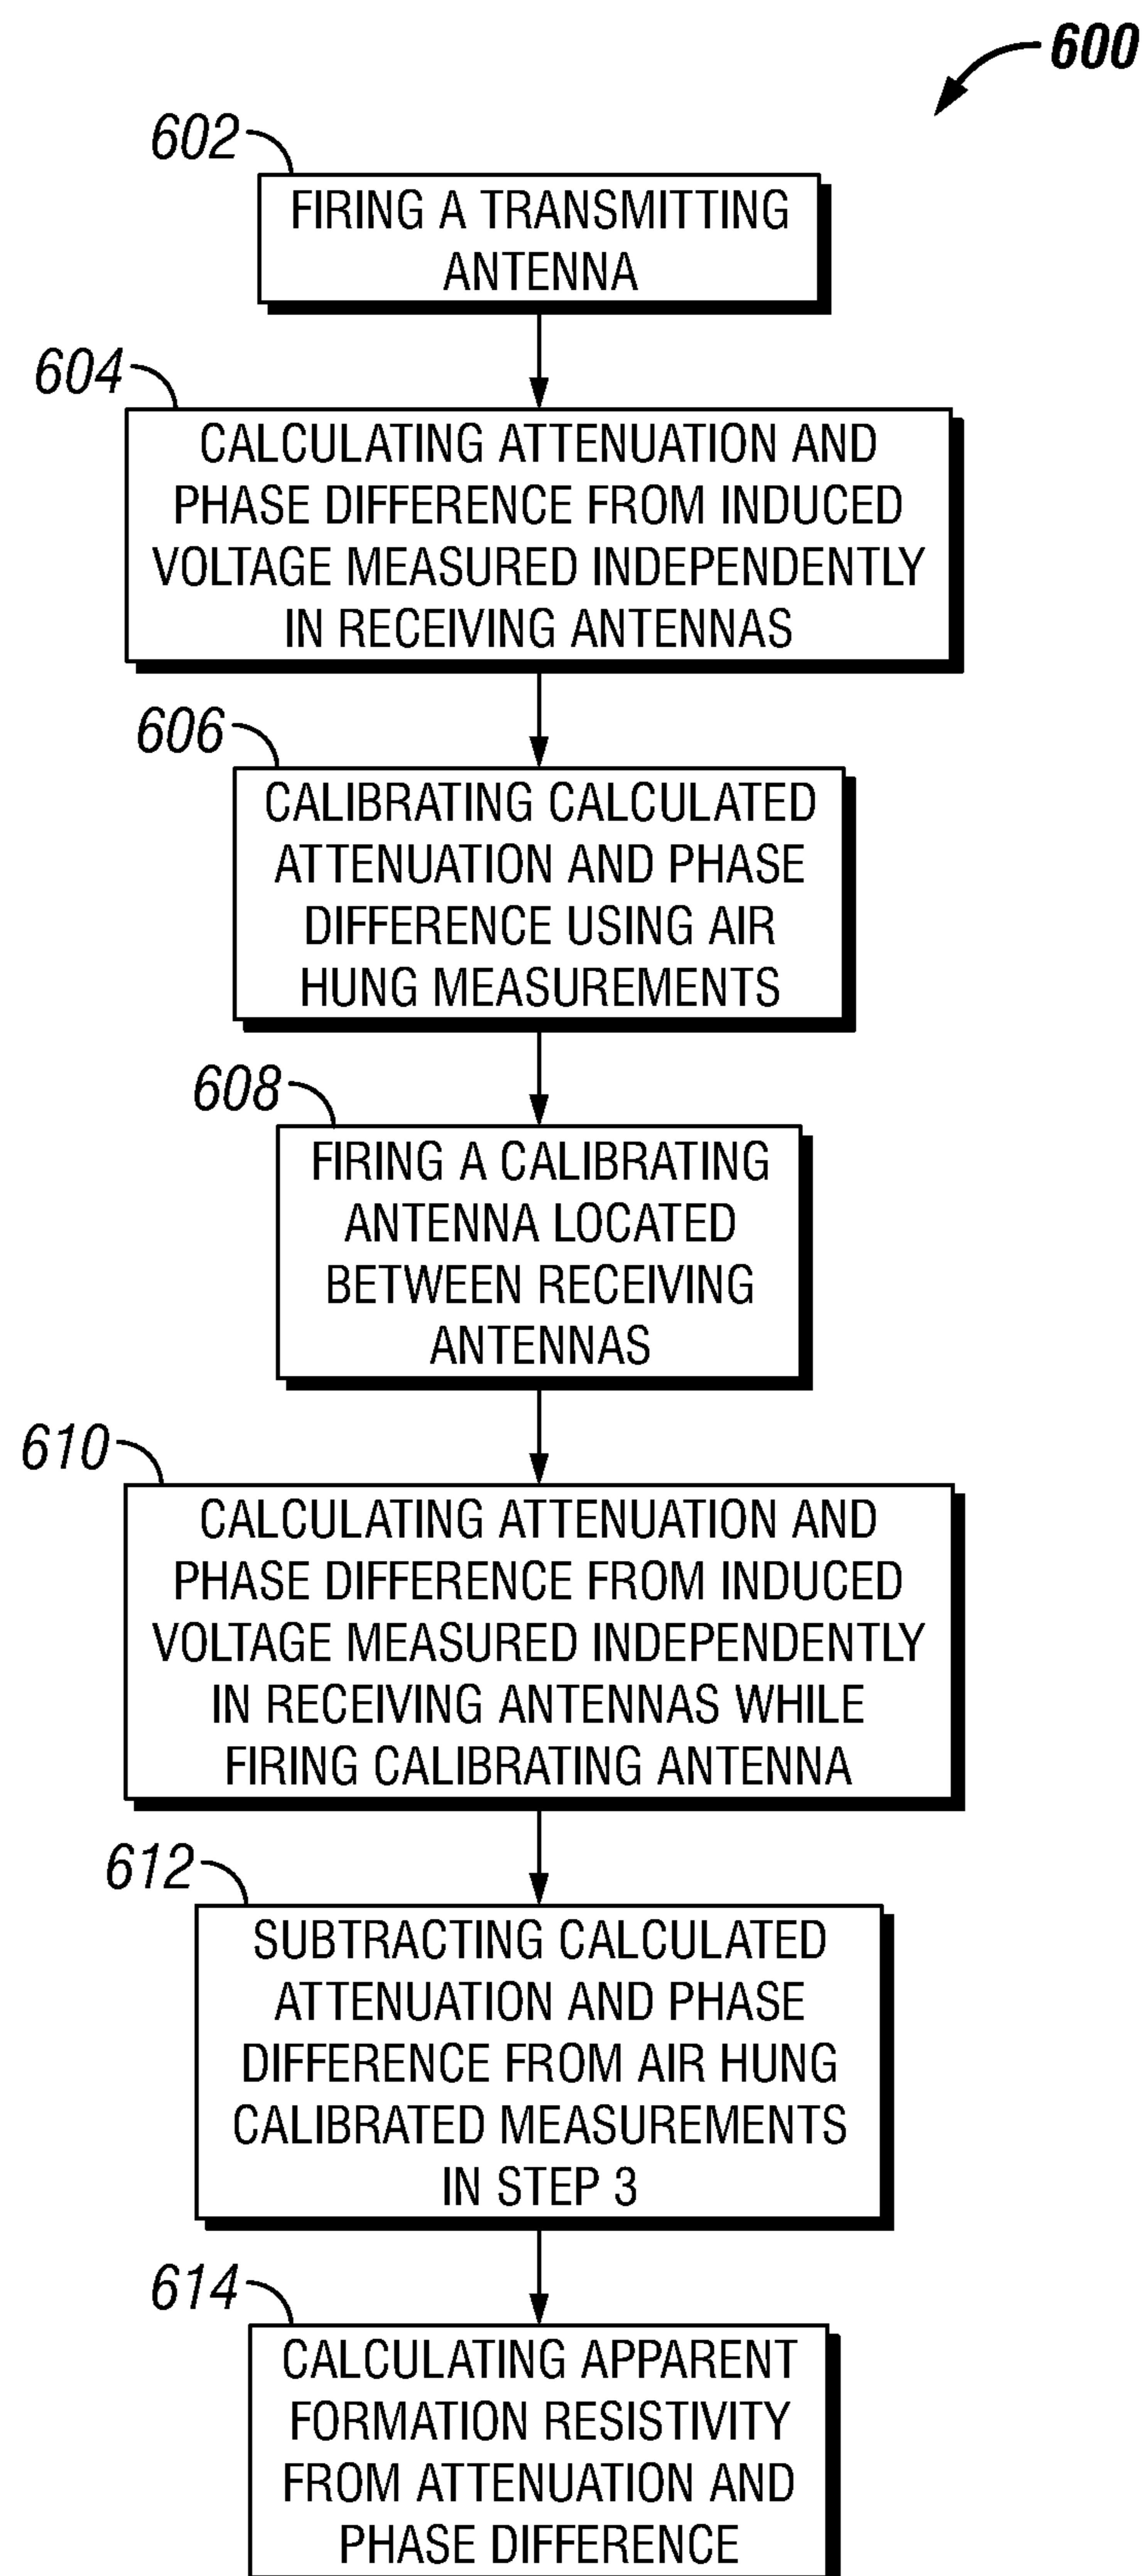 600
602
FIRING A TRANSMITTING
ANTENNA
604
CALCULATING ATTENUATION AND
PHASE DIFFERENCE FROM INDUCED
VOLTAGE MEASURED INDEPENDENTLY
IN RECEIVING ANTENNAS
606
CALIBRATING CALCULATED
ATTENUATION AND PHASE
DIFFERENCE USING AIR
HUNG MEASUREMENTS
608
FIRING A CALIBRATING
ANTENNA LOCATED
BETWEEN RECEIVING
ANTENNAS
610
CALCULATING ATTENUATION AND
PHASE DIFFERENCE FROM INDUCED
VOLTAGE MEASURED INDEPENDENTLY
IN RECEIVING ANTENNAS WHILE
FIRING CALIBRATING ANTENNA
612
SUBTRACTING CALCULATED
ATTENUATION AND PHASE
DIFFERENCE FROM AIR HUNG
CALIBRATED MEASUREMENTS
IN STEP 3
614
CALCULATING APPARENT
FORMATION RESISTIVITY
FROM ATTENUATION AND
PHASE DIFFERENCE